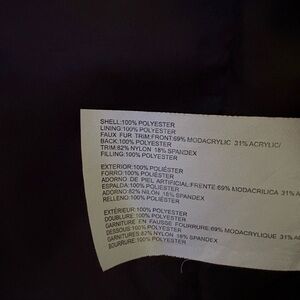 SHELL:100% POLYESTER
LINING:100% POLYESTER
FAUX FUR TRIM:FRONT:69% MODACRYLIC 31% ACRYLIC/
BACK:100% POLYESTER
TRIM:82% NYLON 18% SPANDEX
FILLING:100% POLYESTER
EXTERIOR:100% POLIÉSTER
FORRO:100% POLIÉSTER
ADORNO DE PIEL ARTIFICIAL:FRENTE:69% MODACRILICA 31% A
ESPALDA:100% POLIÉSTER
ADORNO:82% NILON 18% SPANDEX
RELLENO:100% POLIÉSTER
EXTÉRIEUR:100% POLYESTER
DOUBLURE:100% POLYESTER
GARNITURE EN FAUSSE FOURRURE:69% MODACRYLIQUE 31% A
DESSOUS:100% POLYESTER
GARNITURES:82% NYLON 18% SPANDEX
BOURRURE:100% POLYESTER